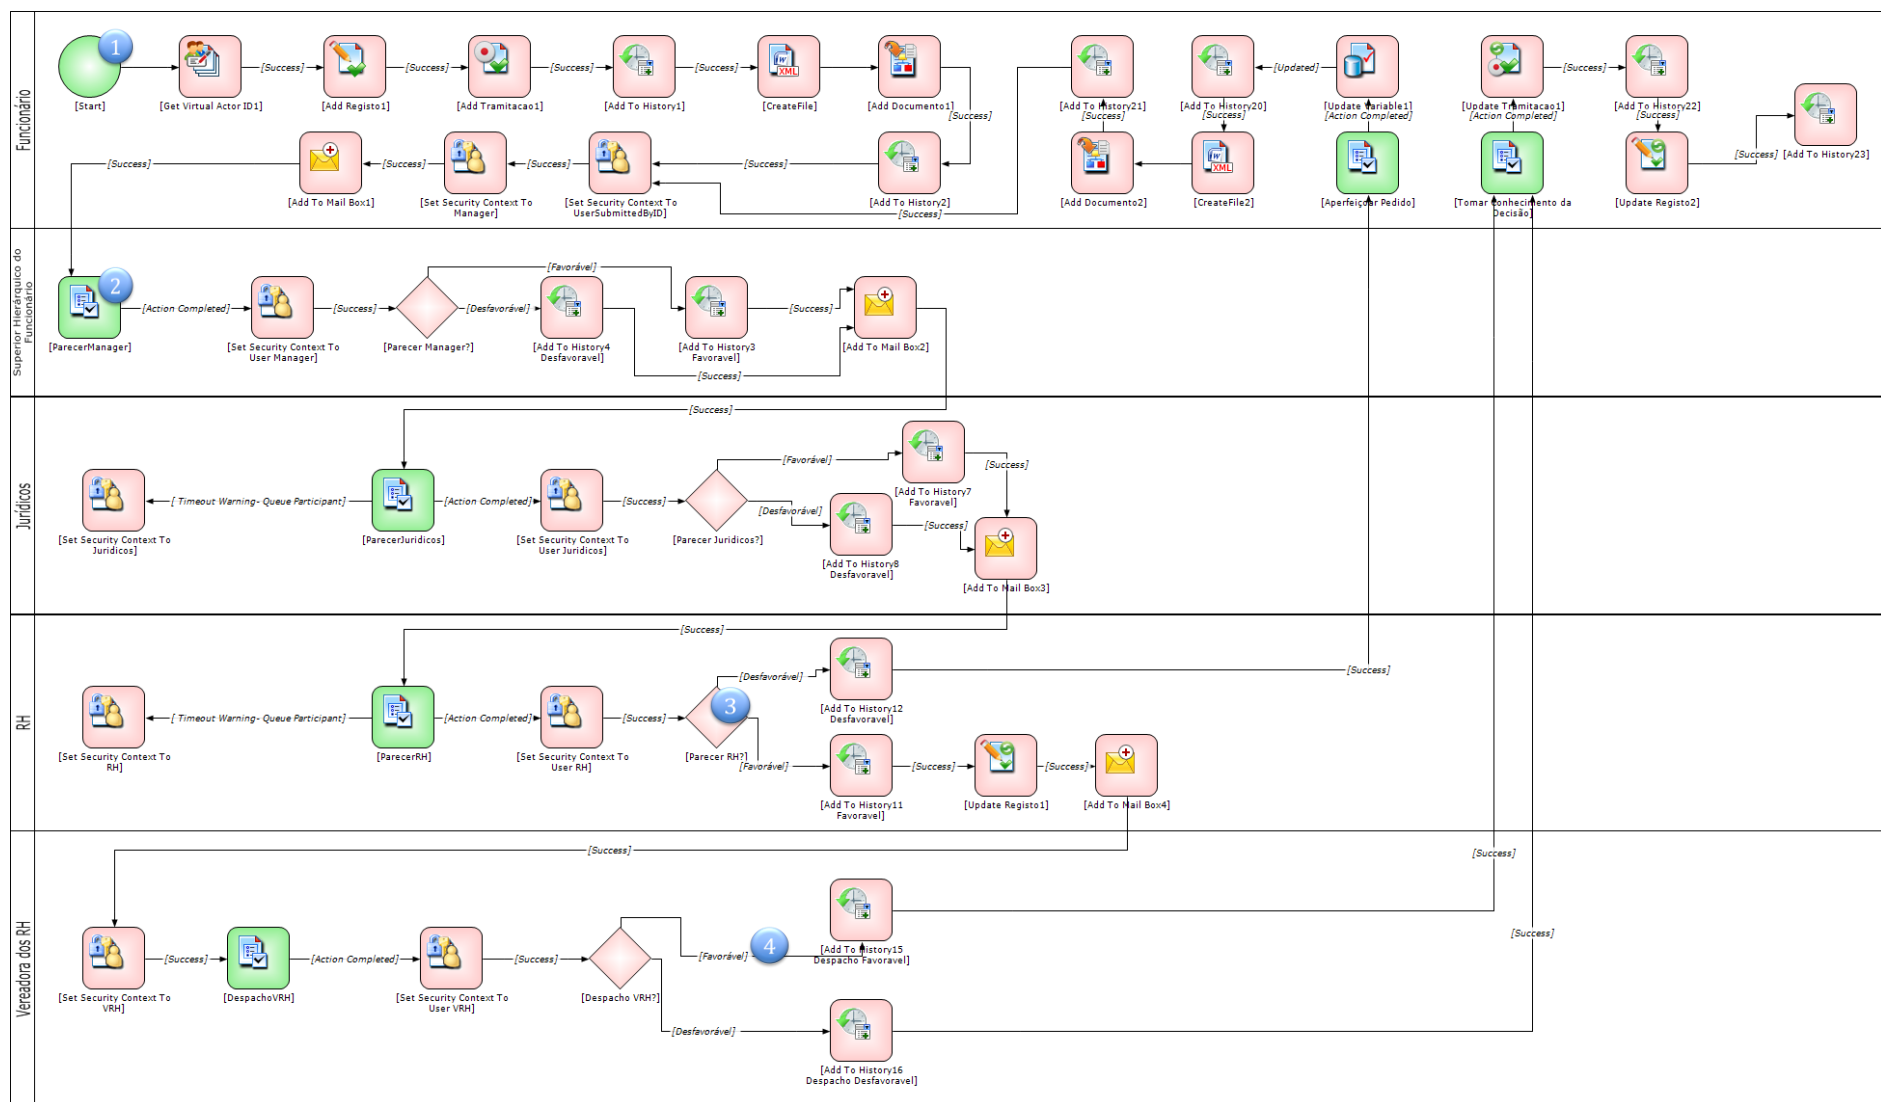 Funcionário
1
[Start]
[Success]
[Get Virtual Actor ID1]
[Success]
[Add Registo1]
[Success]
[Add Tramitacao1]
[Success]
[Add To History1]
[Success]
W
XML
[CreateFile]
[Add Documento1]
[Success]
[Add To History21]
[Success]
[Add To History20]
[Success]
[Updated]
[Update Variable1]
[Action Completed]
[Update Tramitacao1]
[Action Completed]
[Success]
[Add To History22]
[Success]
[Success]
[Add To History23]
[Success]
[Add To Mail Box1]
[Success]
[Set Security Context To
Manager]
[Success]
[Set Security Context To
UserSubmittedByID]
[Success]
[Add To History2]
[Success]
[Add Documento2]
W
XML
[CreateFile2]
[Aperfeiçoar Pedido]
[Tomar Conhecimento da
Decisão]
[Update Registo2]
Superior Hierárquico do
Funcionário
2
[ParecerManager]
[Action Completed]
[Set Security Context To
User Manager]
[Success]
[Parecer Manager?]
[Favorável]
[Desfavorável]
[Add To History4
Desfavoravel]
[Success]
[Add To History3
Favoravel]
[Success]
[Add To Mail Box2]
Jurídicos
[Success]
[Set Security Context To
Juridicos]
[ Timeout Warning- Queue Participant]
[ParecerJuridicos]
[Action Completed]
[Set Security Context To
User Juridicos]
[Success]
[Parecer Juridicos?]
[Favorável]
[Desfavorável]
[Add To History7
Favoravel]
[Success]
[Add To History8
Desfavoravel]
[Success]
[Add To Mail Box3]
RH
[Success]
[Set Security Context To
RH]
[ Timeout Warning- Queue Participant]
[ParecerRH]
[Action Completed]
[Set Security Context To
User RH]
[Success]
3
[Parecer RH?]
[Desfavorável]
[Favorável]
[Add To History12
Desfavoravel]
[Success]
[Add To History11
Favoravel]
[Success]
[Update Registo1]
[Success]
[Add To Mail Box4]
Vereadora dos RH
[Success]
[Set Security Context To
VRH]
[Success]
[DespachoVRH]
[Action Completed]
[Set Security Context To
User VRH]
[Success]
[Despacho VRH?]
[Favorável]
4
[Add To History15
Despacho Favoravel]
[Success]
[Desfavorável]
[Add To History16
Despacho Desfavoravel]
[Success]